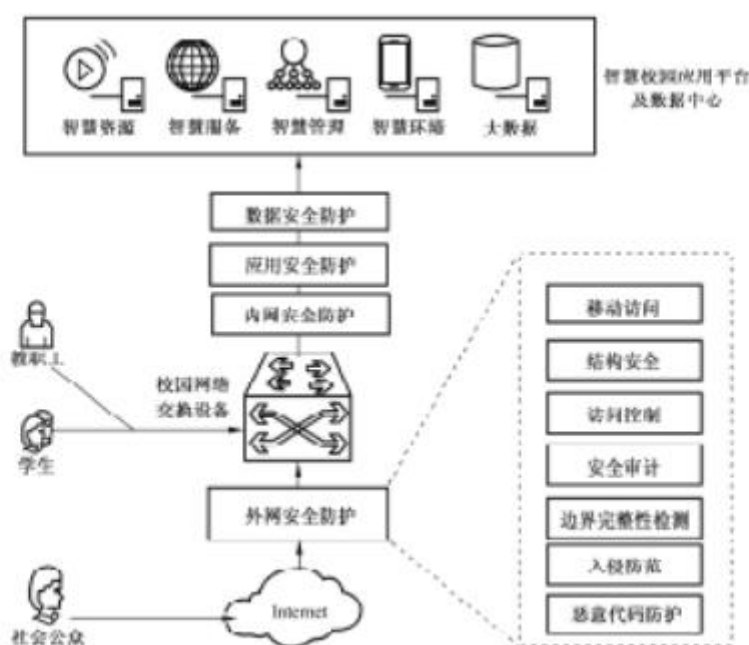 智慧资源
智慧服务
智慧管理
智慧环境
大数据
智慧校园应用平台
及数据中心
数据安全防护
应用安全防护
内网安全防护
教职工
校园网络
交换设备
学生
外网安全防护
Internet
社会公众
移动访问
结构安全
访问控制
安全审计
边界完整性检测
入侵防范
恶意代码防护